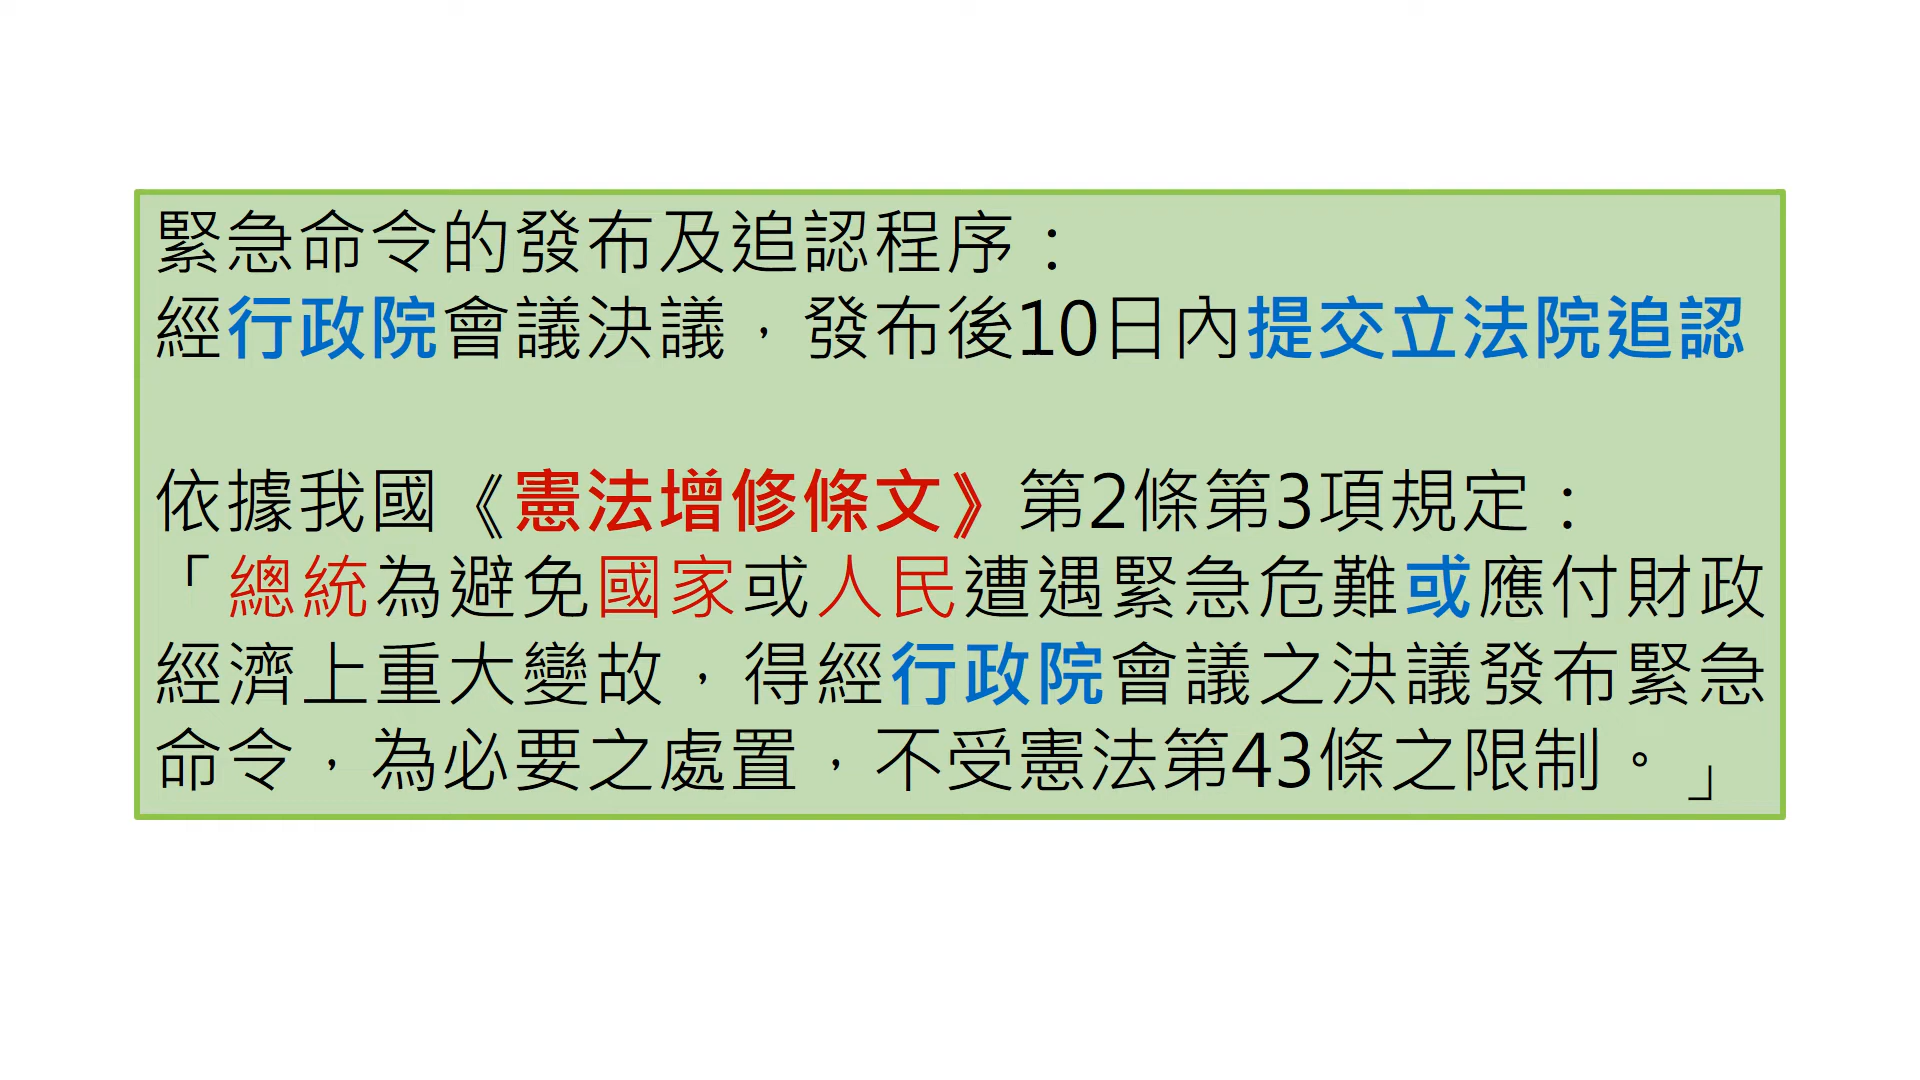 緊急命令的發布及追認程序：
經行政院會議決議，發布後10日內提交立法院追認
依據我國《憲法增修條文》第2條第3項規定：
「總統為避免國家或人民遭遇緊急危難或應付財政
經濟上重大變故，得經行政院會議之決議發布緊急
命令，為必要之處置，不受憲法第43條之限制。」